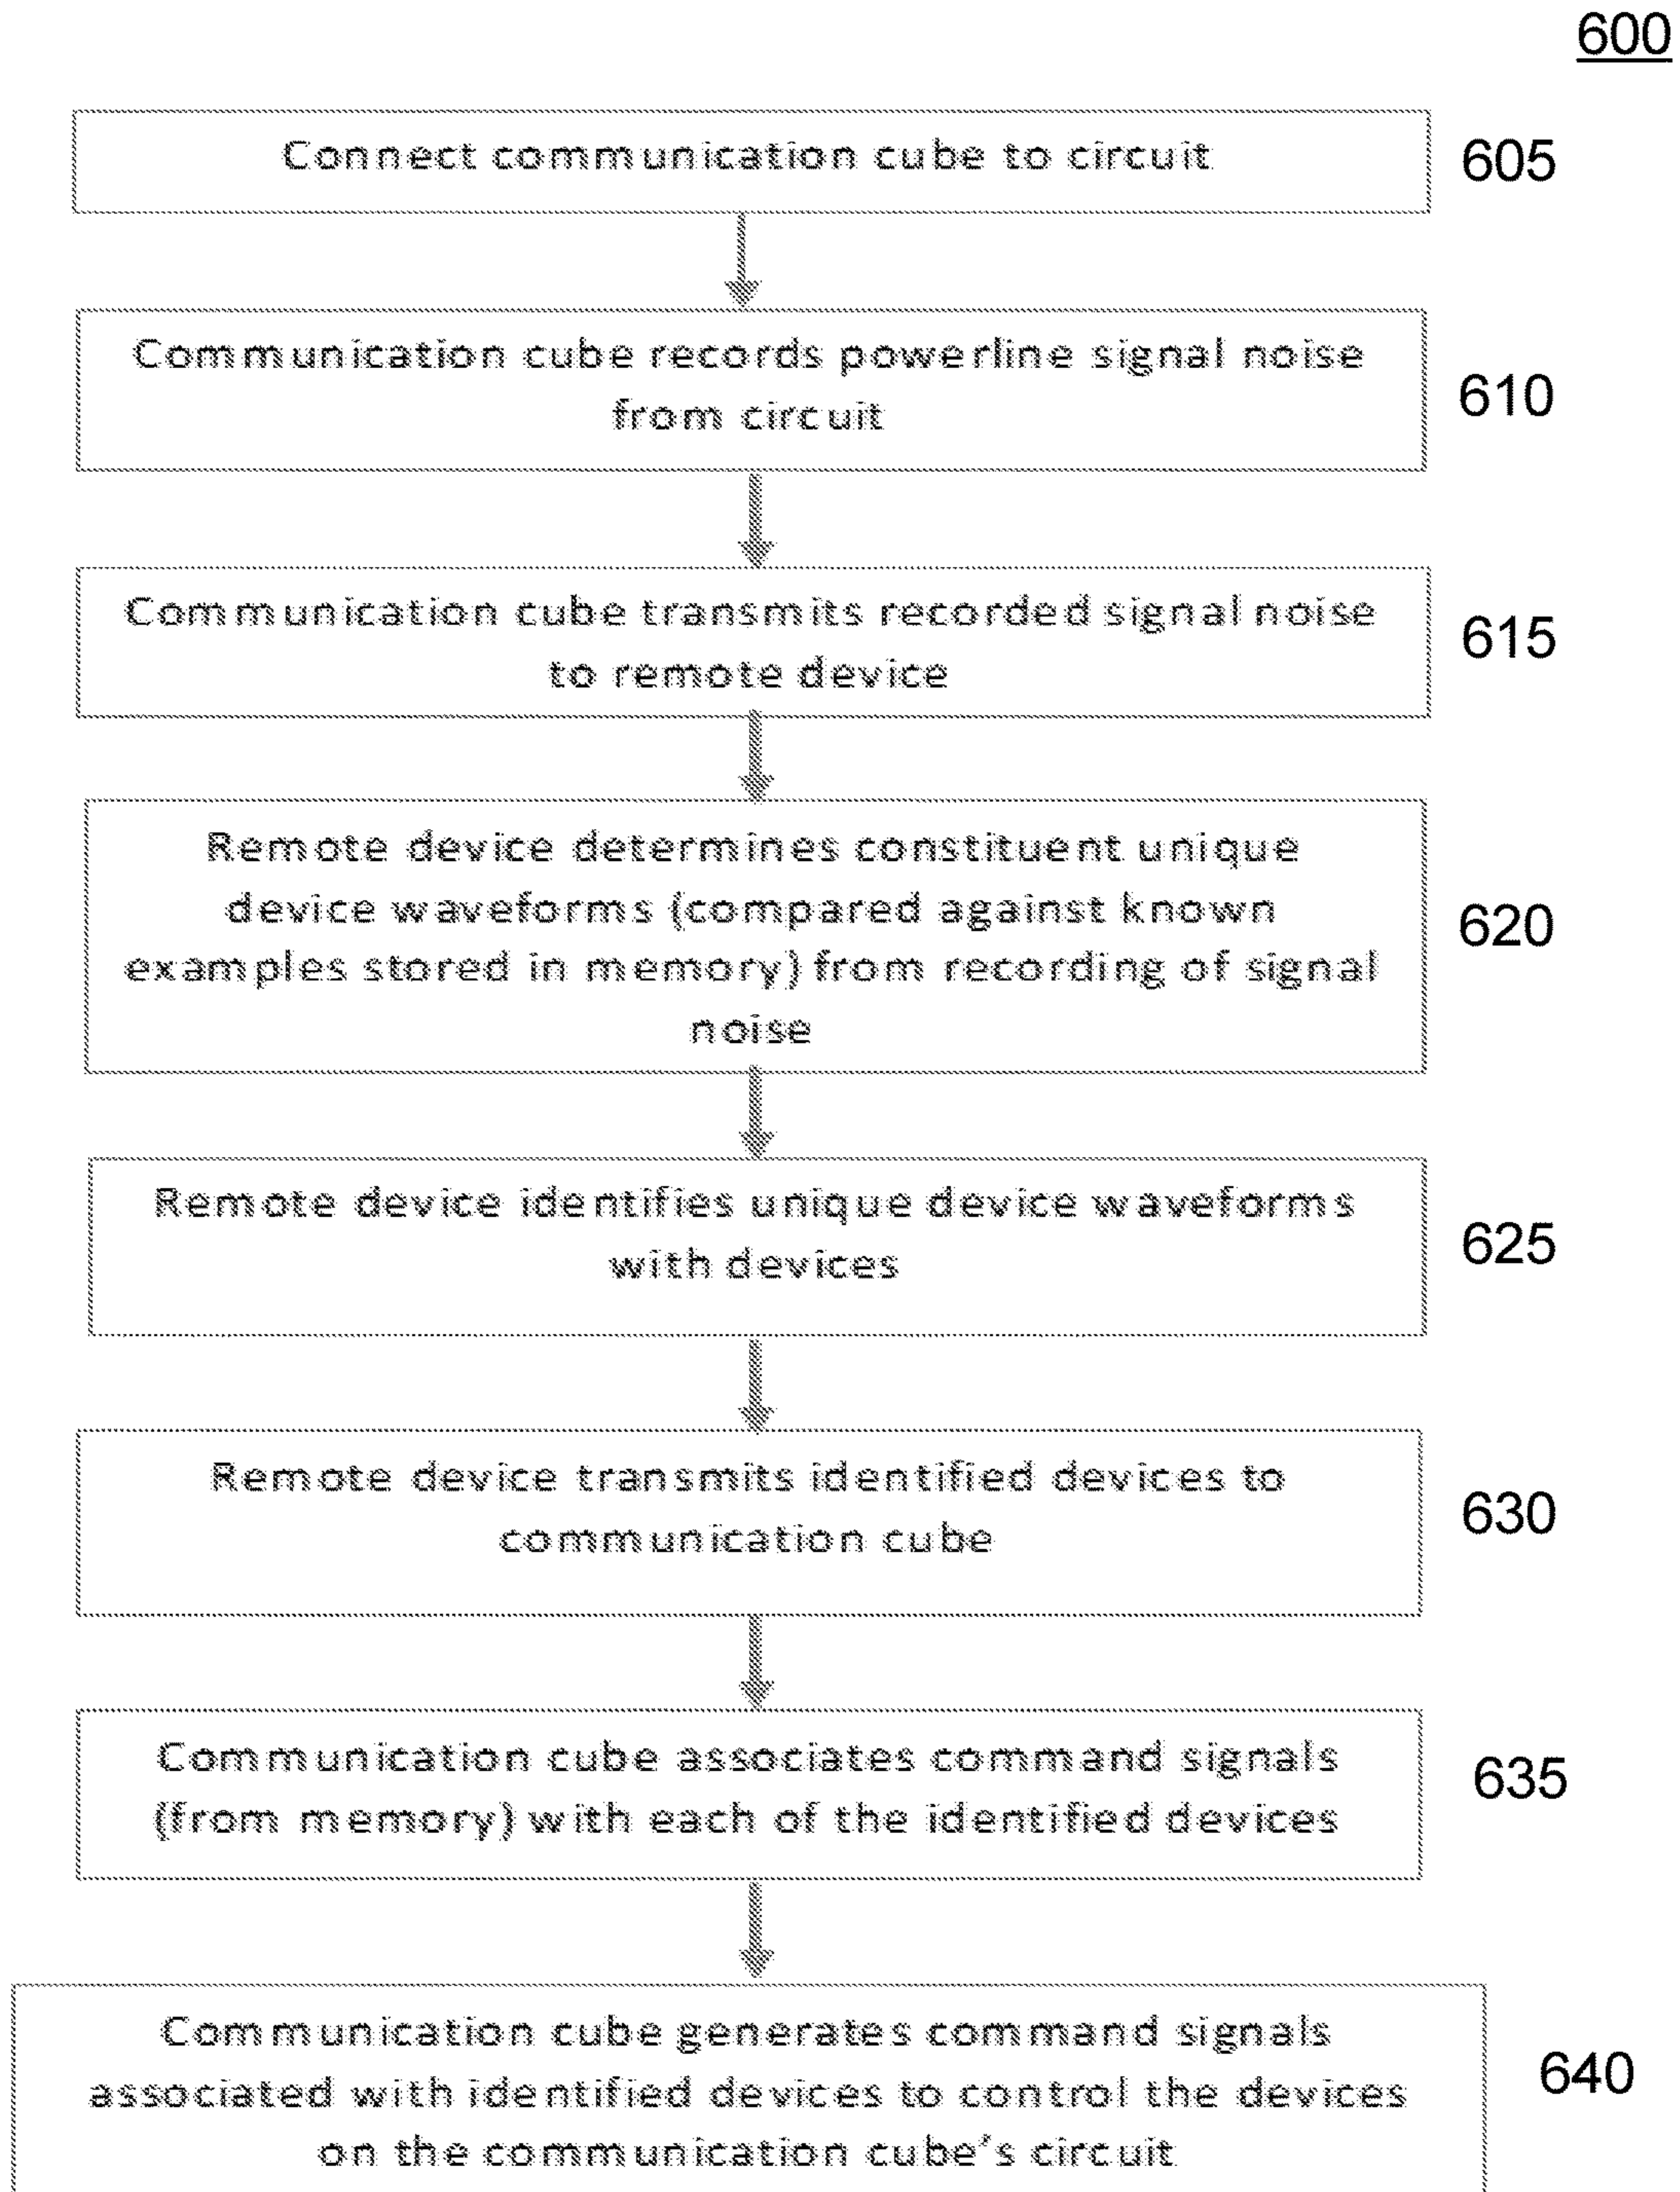 600
Connect communication cube to circuit
605
Communication cube records powerline signal noise
from circuit
610
Communication cube transmits recorded signal noise
to remote device
615
Remote device determines constituent unique
device waveforms (compared against known
examples stored in memory) from recording of signal
noise
620
Remote device identifies unique device waveforms
with devices
625
Remote device transmits identified devices to
communication cube
630
Communication cube associates command signals
(from memory) with each of the identified devices
635
Communication cube generates command signals
associated with identified devices to control the devices
on the communication cube's circuit
640